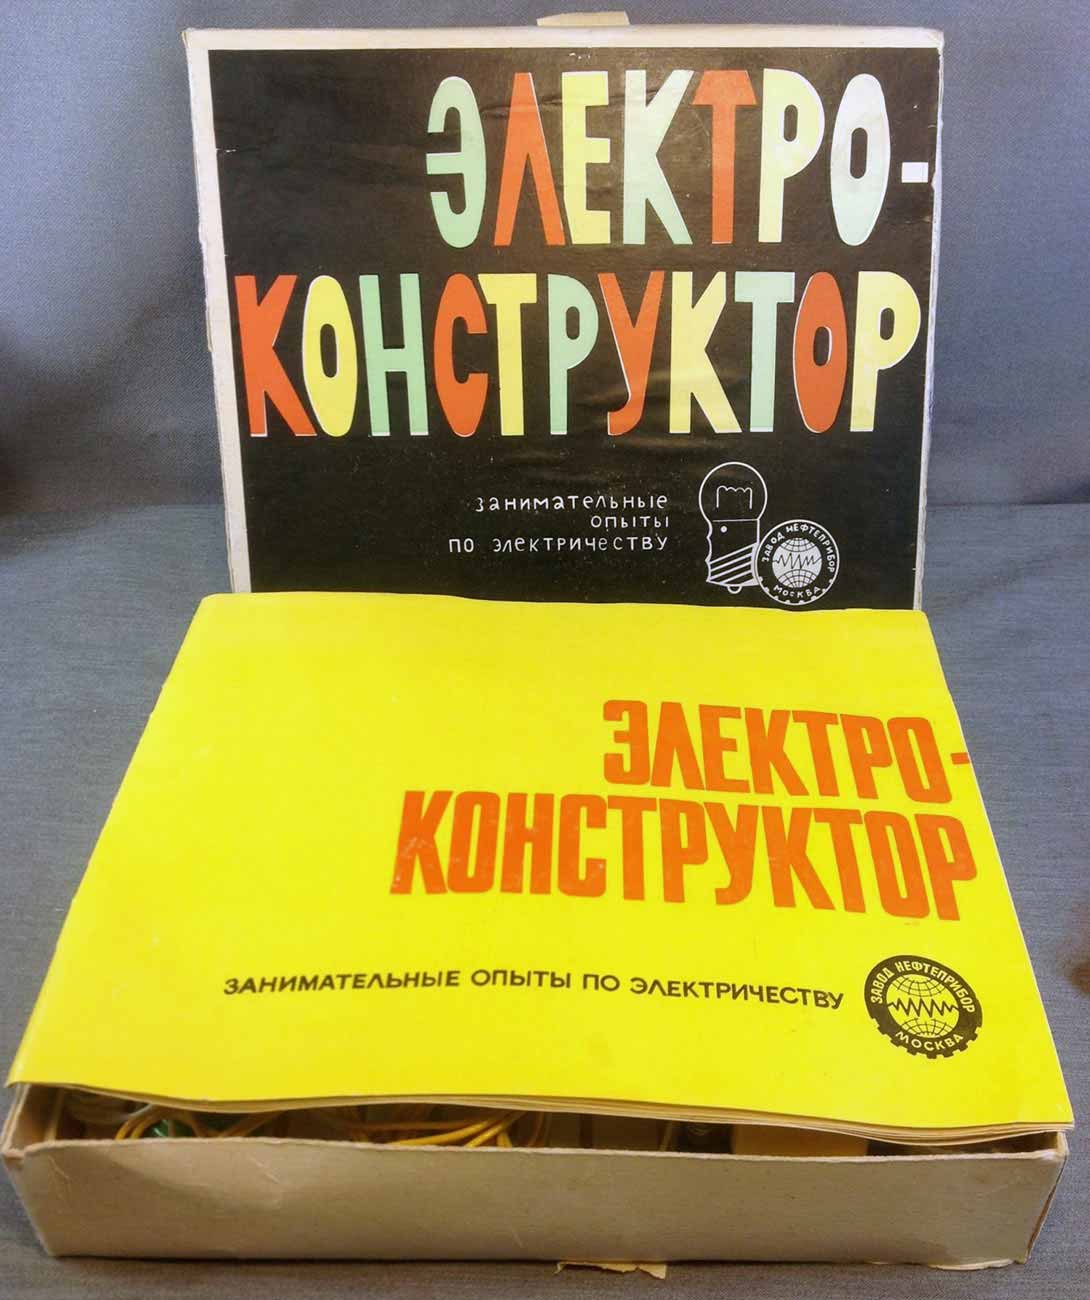 ЭЛЕКТРО-
КОНСТРУКТОР
занимательные
опыты
по электричеству
ЗАВОД НЕФТЕПРИБОР
МОСКВА
ЭЛЕКТРО-
КОНСТРУКТОР
ЗАНИМАТЕЛЬНЫЕ ОПЫТЫ ПО ЭЛЕКТРИЧЕСТВУ
ЗАВОД НЕФТЕПРИБОР
МОСКВА